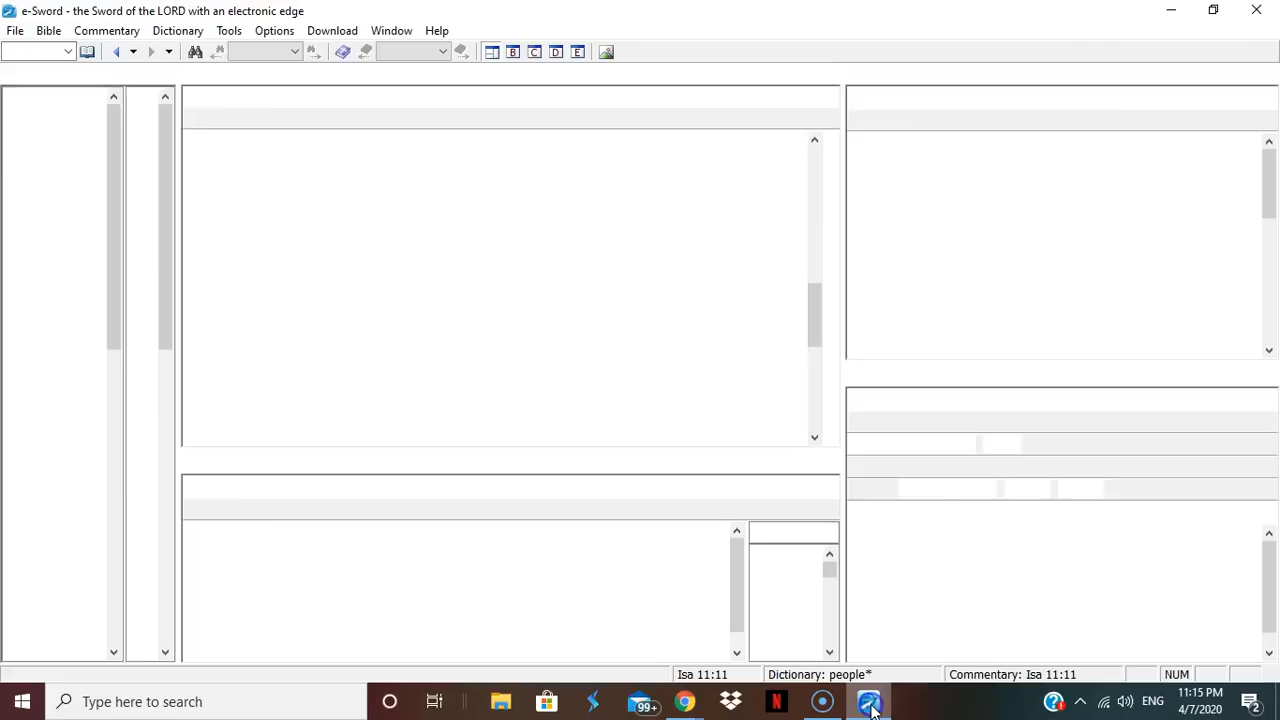 e-Sword - the Sword of the LORD with an electronic edge
File Bible Commentary Dictionary Tools Options Download Window Help
B C D E
Isa 11:11 Dictionary: people* Commentary: Isa 11:11 NUM
Type here to search
99+
N
ENG
11:15 PM
4/7/2020
2